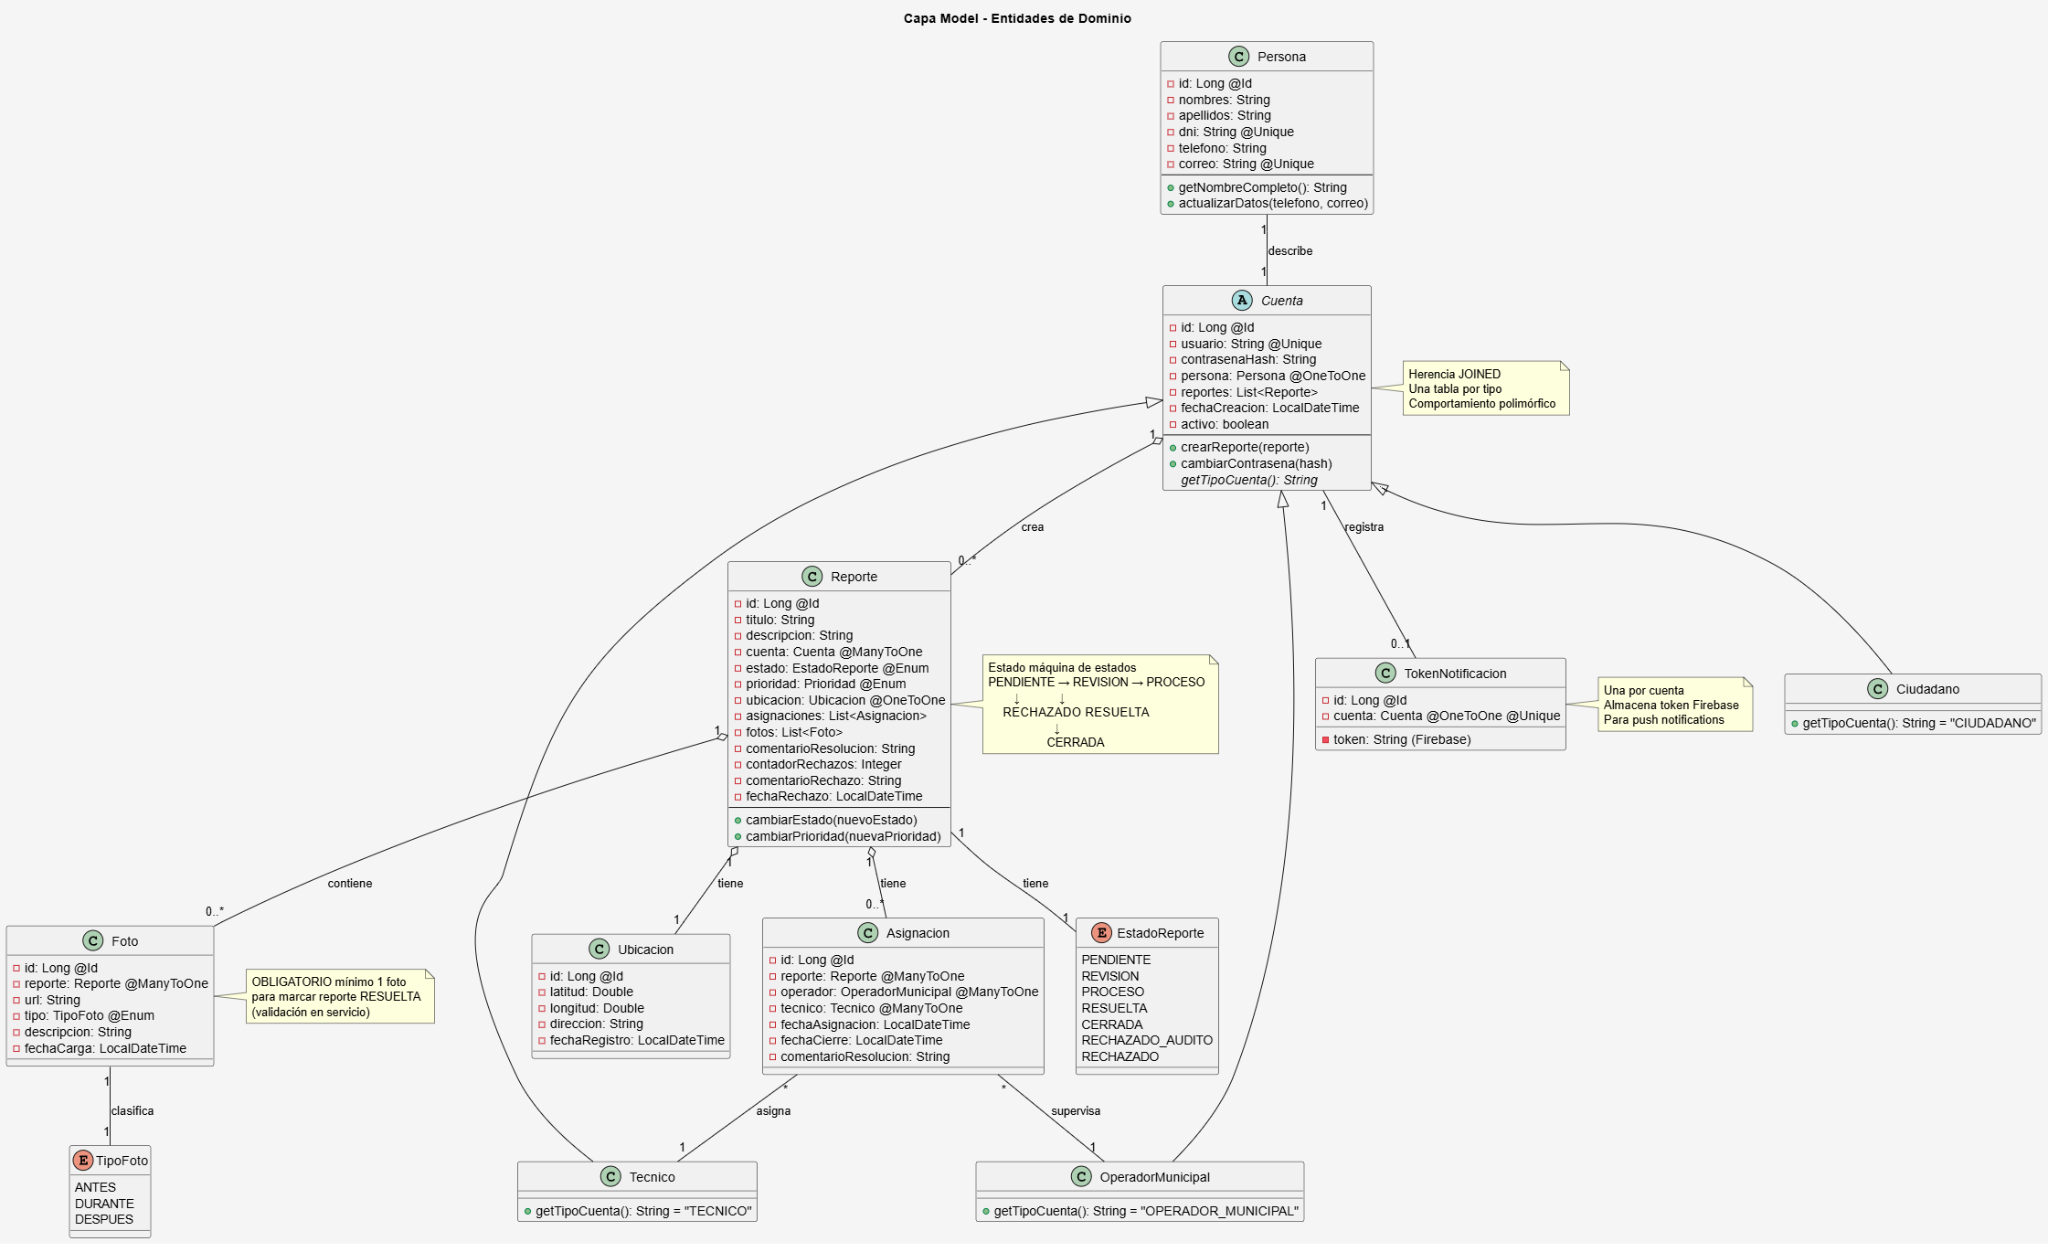 Capa Model - Entidades de Dominio
C Persona
id: Long @Id
nombres: String
apellidos: String
dni: String @Unique
telefono: String
correo: String @Unique
getNombreCompleto(): String
actualizarDatos(telefono, correo)
1
describe
1
A Cuenta
id: Long @Id
usuario: String @Unique
contrasenaHash: String
persona: Persona @OneToOne
reportes: List<Reporte>
fechaCreacion: LocalDateTime
activo: boolean
crearReporte(reporte)
cambiarContrasena(hash)
getTipoCuenta(): String
Herencia JOINED
Una tabla por tipo
Comportamiento polimórfico
1
crea
0..*
1
registra
0..1
C Reporte
id: Long @Id
titulo: String
descripcion: String
cuenta: Cuenta @ManyToOne
estado: EstadoReporte @Enum
prioridad: Prioridad @Enum
ubicacion: Ubicacion @OneToOne
asignaciones: List<Asignacion>
fotos: List<Foto>
comentarioResolucion: String
contadorRechazos: Integer
comentarioRechazo: String
fechaRechazo: LocalDateTime
cambiarEstado(nuevoEstado)
cambiarPrioridad(nuevaPrioridad)
Estado máquina de estados
PENDIENTE → REVISION → PROCESO
↓ ↓
RECHAZADO RESUELTA
↓
CERRADA
C TokenNotificacion
id: Long @Id
cuenta: Cuenta @OneToOne @Unique
token: String (Firebase)
Una por cuenta
Almacena token Firebase
Para push notifications
C Ciudadano
getTipoCuenta(): String = "CIUDADANO"
1
contiene
0..*
1
tiene
1
1
tiene
0..*
1
tiene
1
C Foto
id: Long @Id
reporte: Reporte @ManyToOne
url: String
tipo: TipoFoto @Enum
descripcion: String
fechaCarga: LocalDateTime
OBLIGATORIO mínimo 1 foto
para marcar reporte RESUELTA
(validación en servicio)
C Ubicacion
id: Long @Id
latitud: Double
longitud: Double
direccion: String
fechaRegistro: LocalDateTime
C Asignacion
id: Long @Id
reporte: Reporte @ManyToOne
operador: OperadorMunicipal @ManyToOne
tecnico: Tecnico @ManyToOne
fechaAsignacion: LocalDateTime
fechaCierre: LocalDateTime
comentarioResolucion: String
E EstadoReporte
PENDIENTE
REVISION
PROCESO
RESUELTA
CERRADA
RECHAZADO_AUDITO
RECHAZADO
1
clasifica
1
*
asigna
1
*
supervisa
1
E TipoFoto
ANTES
DURANTE
DESPUES
C Tecnico
getTipoCuenta(): String = "TECNICO"
C OperadorMunicipal
getTipoCuenta(): String = "OPERADOR_MUNICIPAL"